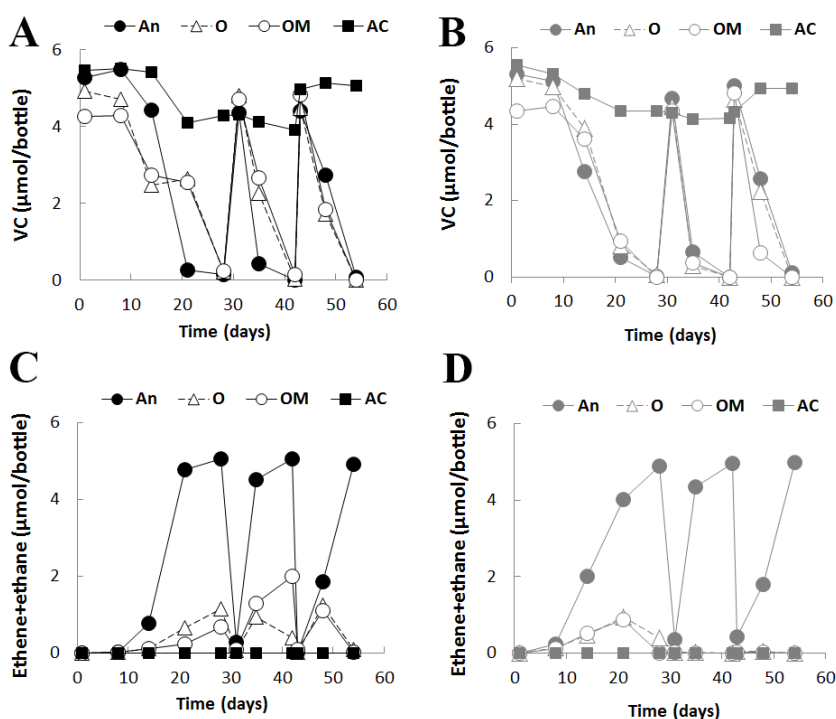 A
An O OM AC
VC (µmol/bottle)
6
4
2
0
0 10 20 30 40 50 60
Time (days)
B
An O OM AC
VC (µmol/bottle)
6
4
2
0
0 10 20 30 40 50 60
Time (days)
C
An O OM AC
Ethene+ethane (µmol/bottle)
6
4
2
0
0 10 20 30 40 50 60
Time (days)
D
An O OM AC
Ethene+ethane (µmol/bottle)
6
4
2
0
0 10 20 30 40 50 60
Time (days)